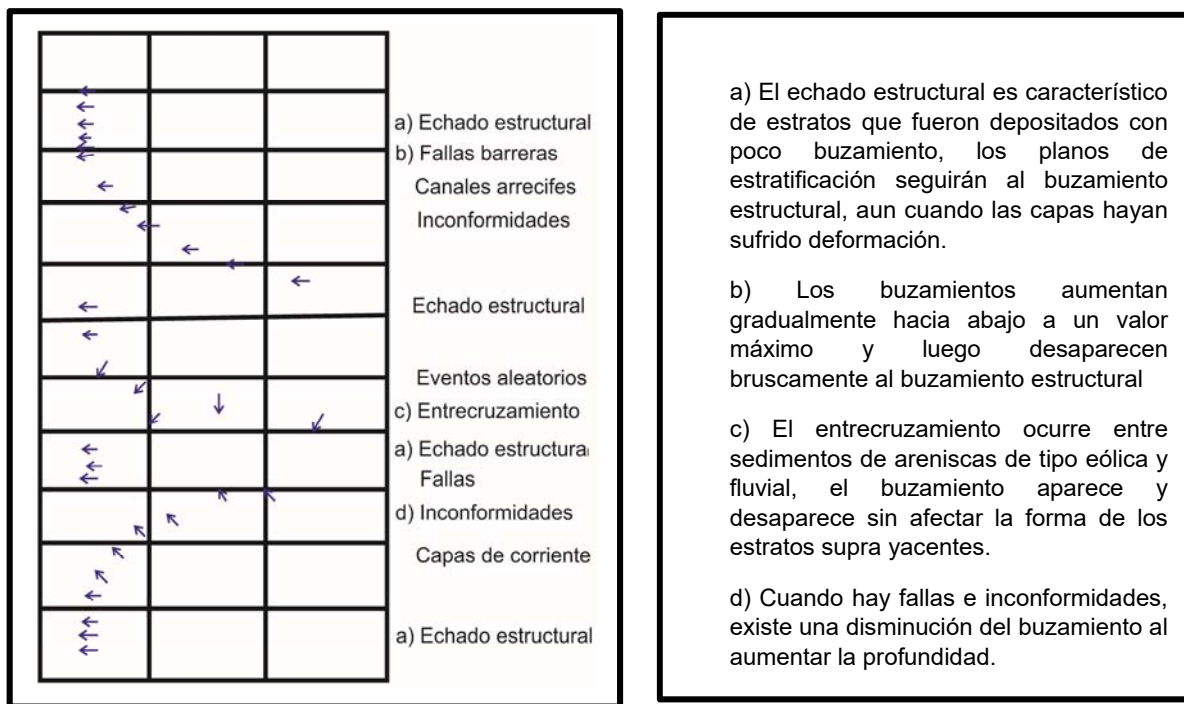 a) Echado estructural
b) Fallas barreras
Canales arrecifes
Inconformidades
Echado estructural
Eventos aleatorios
c) Entrecruzamiento
a) Echado estructural
Fallas
d) Inconformidades
Capas de corriente
a) Echado estructural
a) El echado estructural es característico
de estratos que fueron depositados con
poco buzamiento, los planos de
estratificación seguirán al buzamiento
estructural, aun cuando las capas hayan
sufrido deformación.
b) Los buzamientos aumentan
gradualmente hacia abajo a un valor
máximo y luego desaparecen
bruscamente al buzamiento estructural
c) El entrecruzamiento ocurre entre
sedimentos de areniscas de tipo eólica y
fluvial, el buzamiento aparece y
desaparece sin afectar la forma de los
estratos supra yacentes.
d) Cuando hay fallas e inconformidades,
existe una disminución del buzamiento al
aumentar la profundidad.